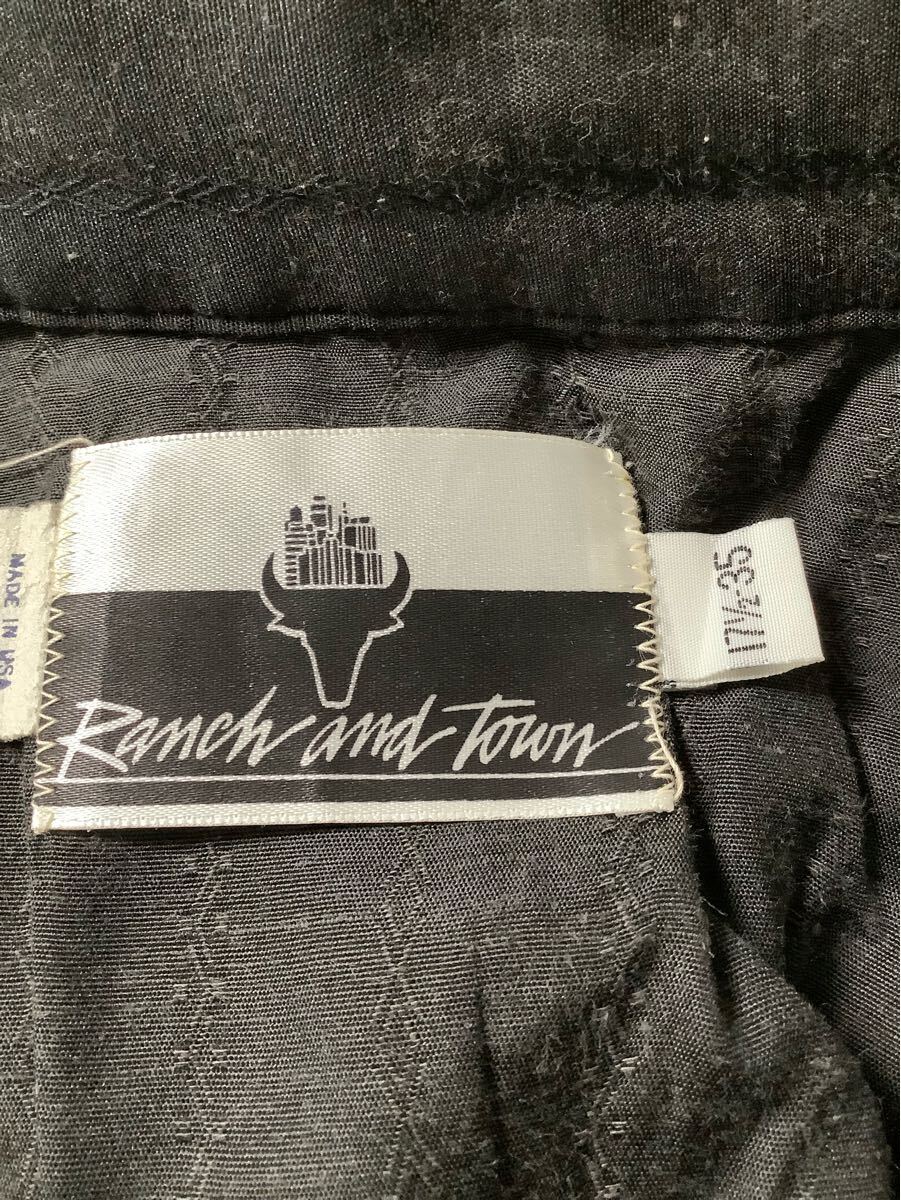 MADE IN USA
Ranch and Town
17½-35